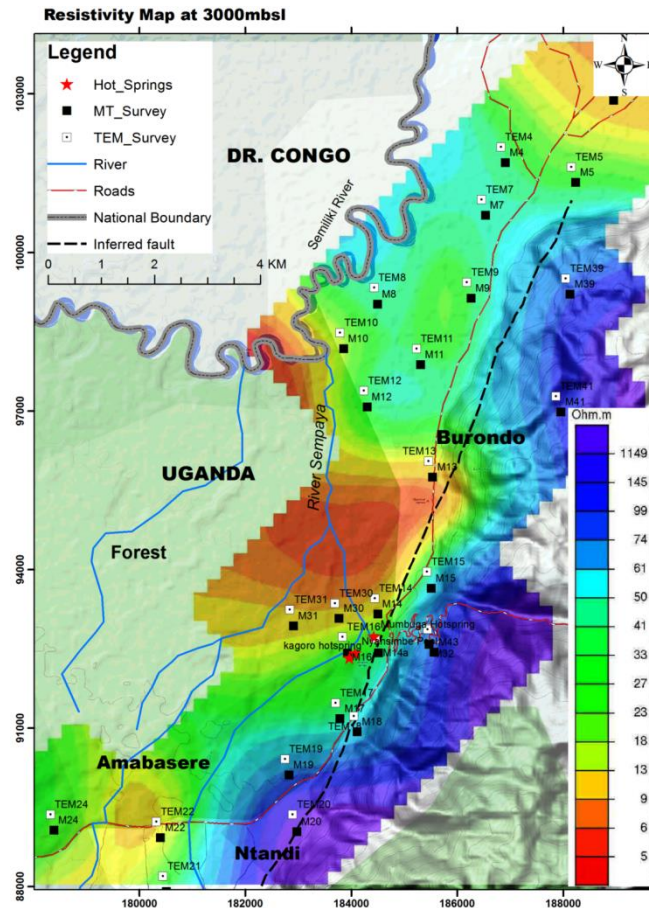 Resistivity Map at 3000mbsl
Legend
Hot_Springs
MT_Survey
TEM_Survey
River
Roads
National Boundary
Inferred fault
0 2 4 KM
N
W
S
DR. CONGO
Semiliki River
UGANDA
Forest
River Sempaya
Burondo
Amabasere
Ntandi
TEM4
M4
TEM5
M5
TEM7
M7
TEM9
M9
TEM39
M39
TEM8
M8
TEM10
M10
TEM11
M11
TEM12
M12
TEM41
M41
TEM13
M13
TEM15
M15
TEM14
M14
TEM30
M30
TEM31
M31
TEM16
Mumbuga Hotspring
kagoro hotspring
M16
M14a
M43
M32
TEM17
M17
M18
TEM19
M19
TEM20
M20
TEM24
M24
TEM22
M22
TEM21
Ohm.m
1149
145
99
74
61
50
41
34
27
23
18
13
9
6
5
103000
100000
97000
94000
91000
88000
180000
182000
184000
186000
188000